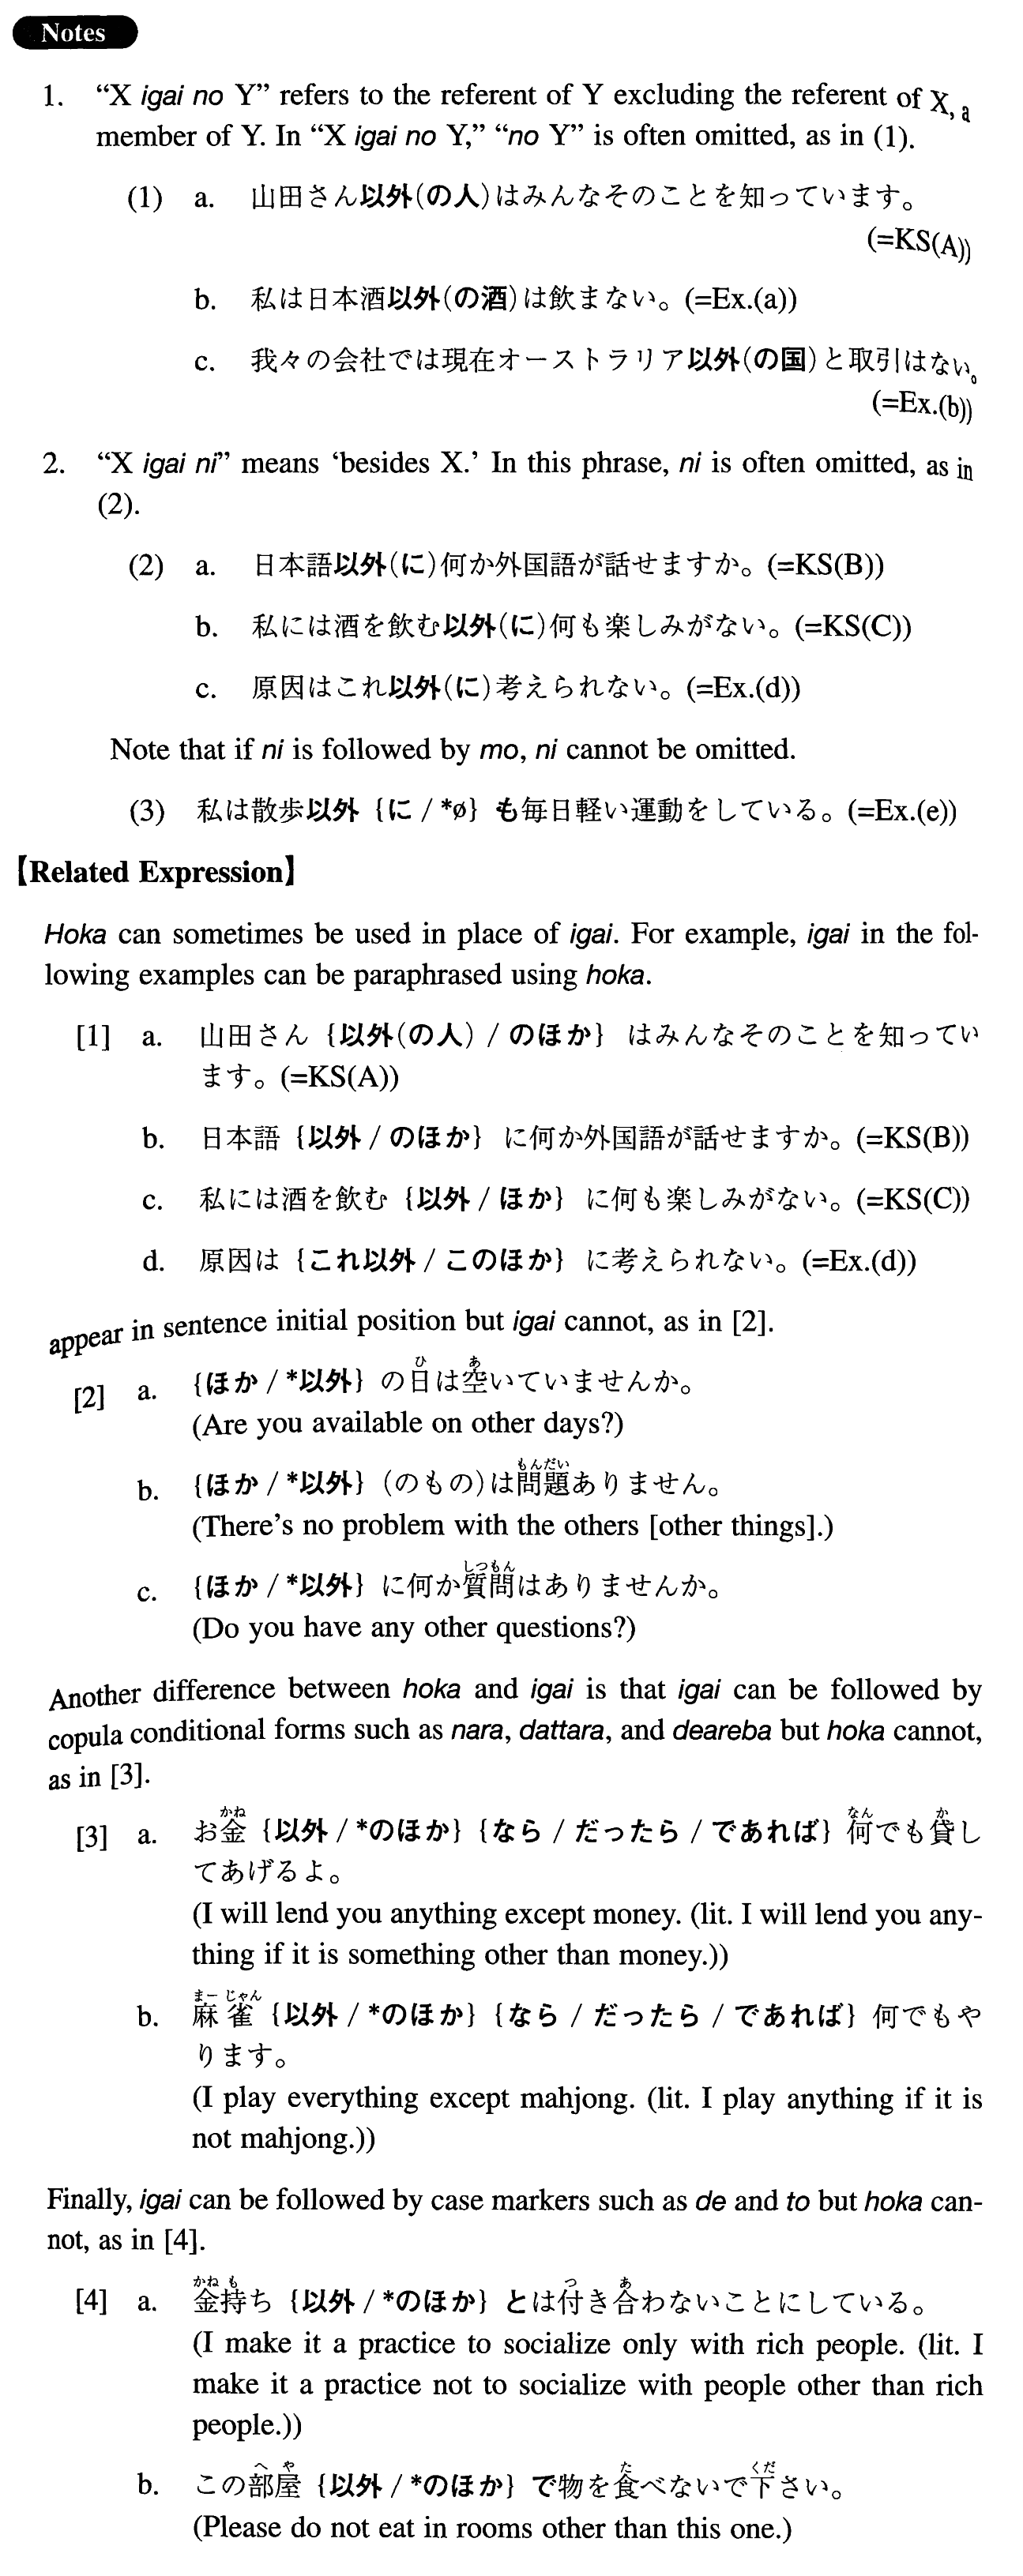 Notes
1. “X igai no Y” refers to the referent of Y excluding the referent of X, a
member of Y. In “X igai no Y,” “no Y” is often omitted, as in (1).
(1) a. 山田さん以外(の人)はみんなそのことを知っています。
(=KS(A))
b. 私は日本酒以外(の酒)は飲まない。(=Ex.(a))
c. 我々の会社では現在オーストラリア以外(の国)と取引はない。
(=Ex.(b))
2. “X igai ni” means ‘besides X.’ In this phrase, ni is often omitted, as in
(2).
(2) a. 日本語以外(に)何か外国語が話せますか。(=KS(B))
b. 私には酒を飲む以外(に)何も楽しみがない。(=KS(C))
c. 原因はこれ以外(に)考えられない。(=Ex.(d))
Note that if ni is followed by mo, ni cannot be omitted.
(3) 私は散歩以外 {に / *ø} も毎日軽い運動をしている。(=Ex.(e))
【Related Expression】
Hoka can sometimes be used in place of igai. For example, igai in the fol-
lowing examples can be paraphrased using hoka.
[1] a. 山田さん {以外(の人) / のほか} はみんなそのことを知ってい
ます。(=KS(A))
b. 日本語 {以外 / のほか} に何か外国語が話せますか。(=KS(B))
c. 私には酒を飲む {以外 / ほか} に何も楽しみがない。(=KS(C))
d. 原因は {これ以外 / このほか} に考えられない。(=Ex.(d))
appear in sentence initial position but igai cannot, as in [2].
ひ あ
[2] a. {ほか / *以外} の日は空いていませんか。
(Are you available on other days?)
もんだい
b. {ほか / *以外} (のもの)は問題ありません。
(There’s no problem with the others [other things].)
しつもん
c. {ほか / *以外} に何か質問はありませんか。
(Do you have any other questions?)
Another difference between hoka and igai is that igai can be followed by
copula conditional forms such as nara, dattara, and deareba but hoka cannot,
as in [3].
かね なん か
[3] a. お金 {以外 / *のほか} {なら / だったら / であれば} 何でも貸し
てあげるよ。
(I will lend you anything except money. (lit. I will lend you any-
thing if it is something other than money.))
まー じゃん
b. 麻雀 {以外 / *のほか} {なら / だったら / であれば} 何でもや
ります。
(I play everything except mahjong. (lit. I play anything if it is
not mahjong.))
Finally, igai can be followed by case markers such as de and to but hoka can-
not, as in [4].
かねも つ あ
[4] a. 金持ち {以外 / *のほか} とは付き合わないことにしている。
(I make it a practice to socialize only with rich people. (lit. I
make it a practice not to socialize with people other than rich
people.))
へや た くだ
b. この部屋 {以外 / *のほか} で物を食べないで下さい。
(Please do not eat in rooms other than this one.)